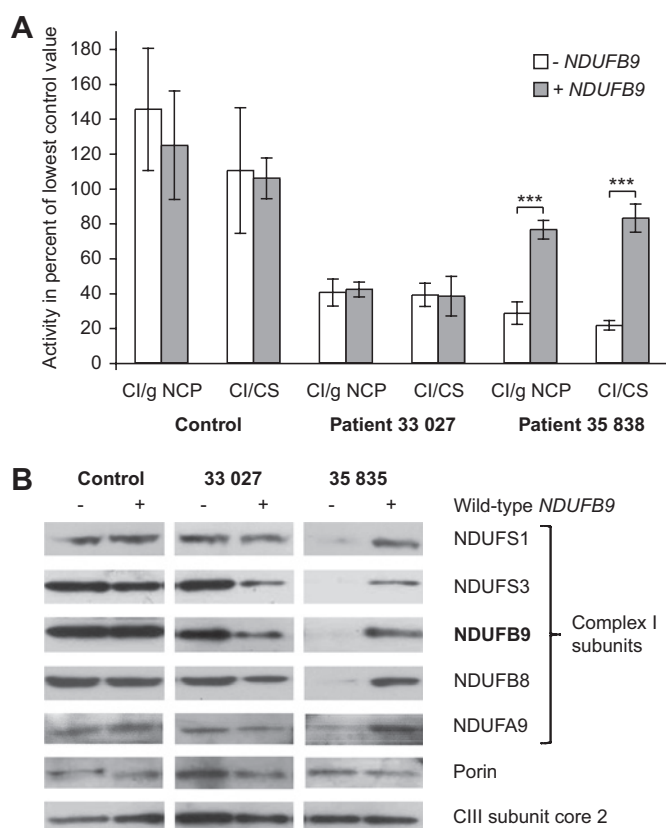 A
Activity in percent of lowest control value
180
160
140
120
100
80
60
40
20
0
- NDUFB9
+ NDUFB9
***
***
CI/g NCP CI/CS CI/g NCP CI/CS CI/g NCP CI/CS
Control Patient 33 027 Patient 35 838
B
Control 33 027 35 835
- + - + - + Wild-type NDUFB9
NDUFS1
NDUFS3
NDUFB9
NDUFB8
NDUFA9
Complex I
subunits
Porin
CIII subunit core 2